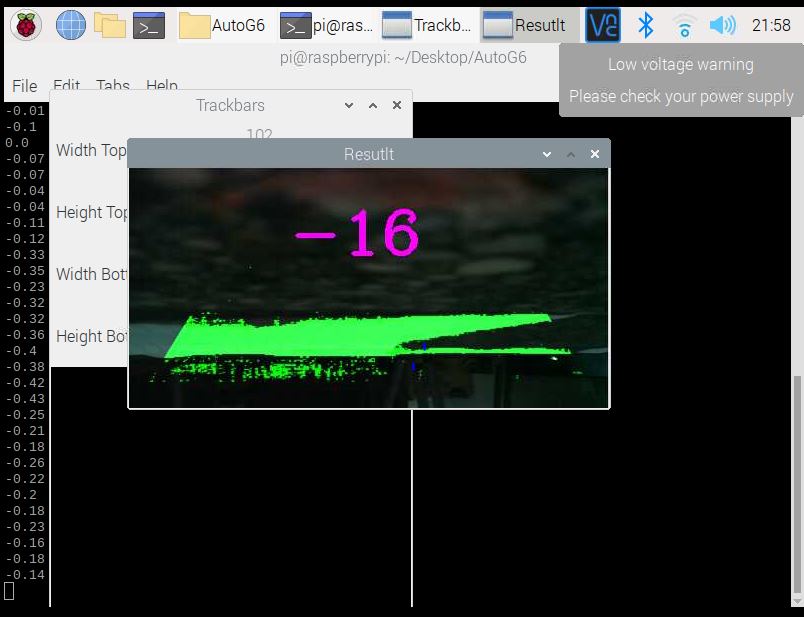 AutoG6 pi@ras... Trackb... Resutlt 21:58
pi@raspberrypi: ~/Desktop/AutoG6
Low voltage warning
Please check your power supply
File Edit Tabs Help
Trackbars
102
Width Top
Height Top
Width Bott
Height Bot
Resutlt
-16
-0.01
-0.1
0.0
-0.07
-0.07
-0.04
-0.04
-0.11
-0.12
-0.33
-0.35
-0.23
-0.32
-0.32
-0.36
-0.4
-0.38
-0.42
-0.43
-0.25
-0.21
-0.18
-0.26
-0.22
-0.2
-0.18
-0.23
-0.16
-0.18
-0.14